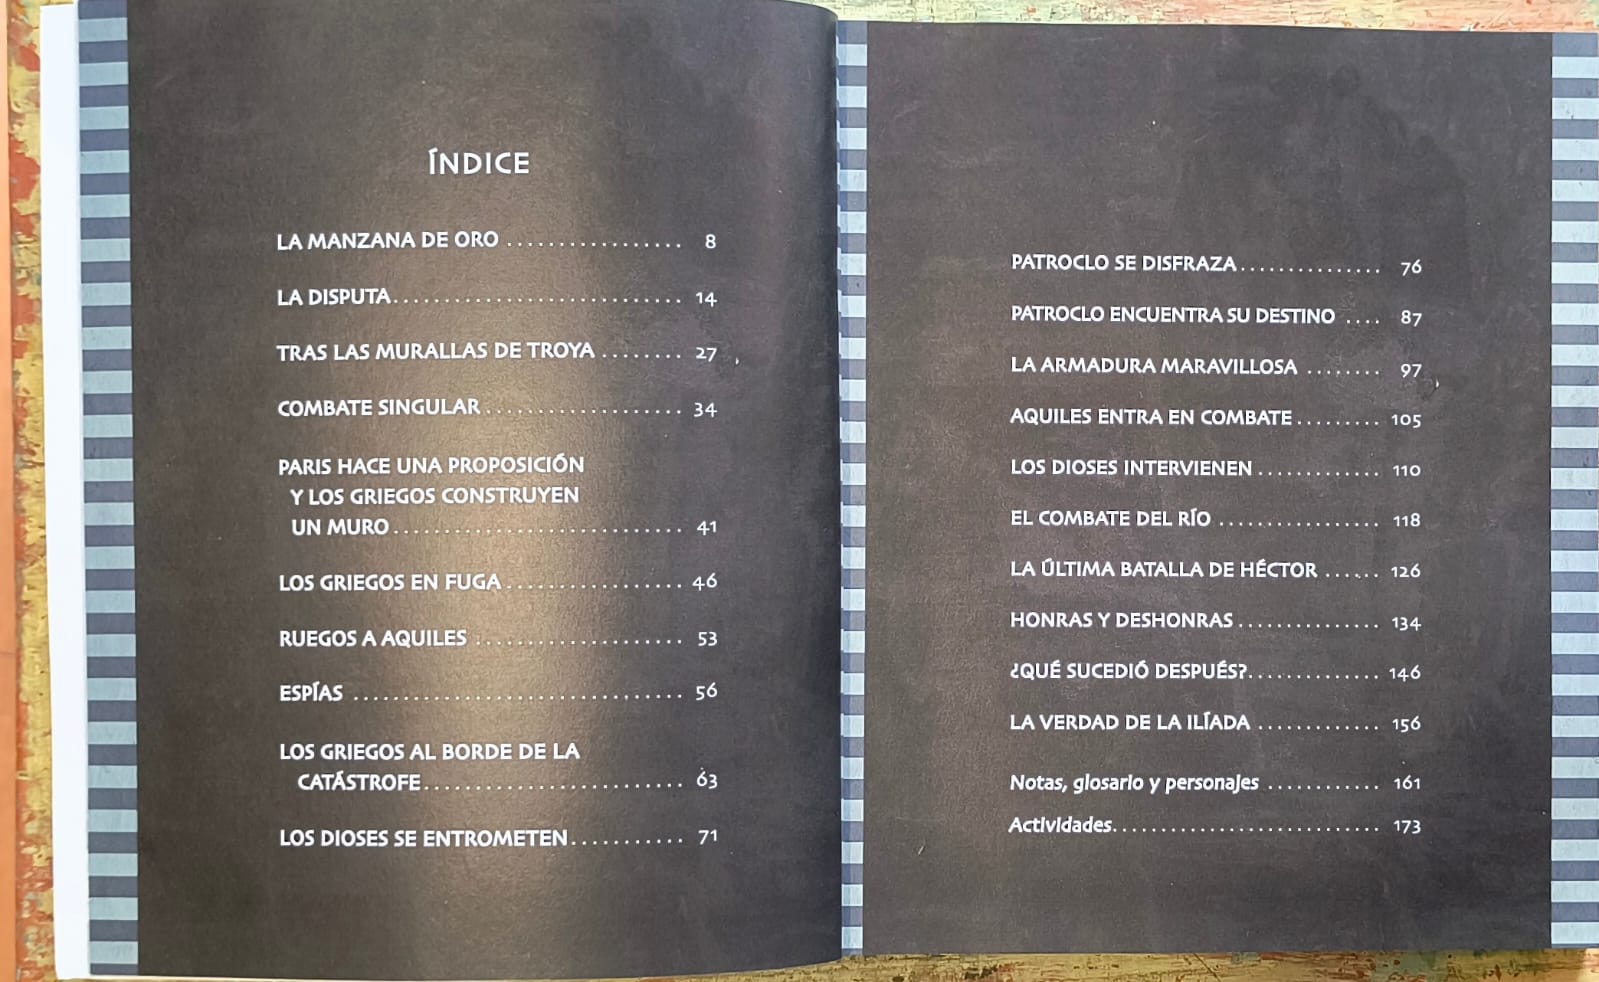 ÍNDICE
LA MANZANA DE ORO ................. 8
LA DISPUTA............................ 14
TRAS LAS MURALLAS DE TROYA ........ 27
COMBATE SINGULAR ................... 34
PARIS HACE UNA PROPOSICIÓN
Y LOS GRIEGOS CONSTRUYEN
UN MURO ............................ 41
LOS GRIEGOS EN FUGA ................. 46
RUEGOS A AQUILES .................... 53
ESPÍAS ................................ 56
LOS GRIEGOS AL BORDE DE LA
CATÁSTROFE......................... 63
LOS DIOSES SE ENTROMETEN........... 71
PATROCLO SE DISFRAZA............... 76
PATROCLO ENCUENTRA SU DESTINO .... 87
LA ARMADURA MARAVILLOSA ........ 97
AQUILES ENTRA EN COMBATE......... 105
LOS DIOSES INTERVIENEN ............. 110
EL COMBATE DEL RÍO ................. 118
LA ÚLTIMA BATALLA DE HÉCTOR ...... 126
HONRAS Y DESHONRAS ............... 134
¿QUÉ SUCEDIÓ DESPUÉS?.............. 146
LA VERDAD DE LA ILÍADA ............. 156
Notas, glosario y personajes ............ 161
Actividades............................ 173